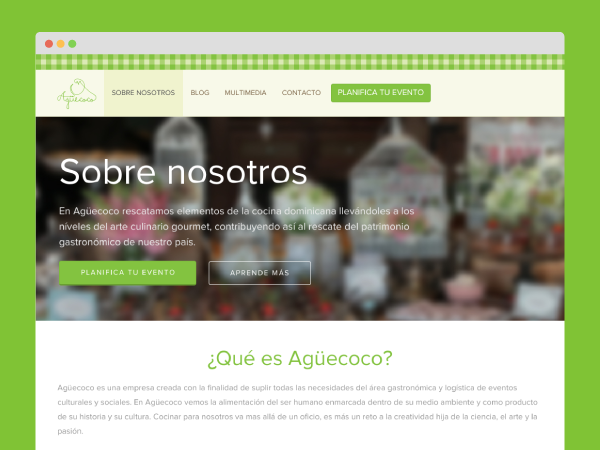 Agüecoco
SOBRE NOSOTROS
BLOG
MULTIMEDIA
CONTACTO
PLANIFICA TU EVENTO
Sobre nosotros
En Agüecoco rescatamos elementos de la cocina dominicana llevándoles a los
niveles del arte culinario gourmet, contribuyendo así al rescate del patrimonio
gastronómico de nuestro país.
PLANIFICA TU EVENTO
APRENDE MÁS
¿Qué es Agüecoco?
Agüecoco es una empresa creada con la finalidad de suplir todas las necesidades del área gastronómica y logística de eventos
culturales y sociales. En Agüecoco vemos la alimentación del ser humano enmarcada dentro de su medio ambiente y como producto
de su historia y su cultura. Cocinar para nosotros va mas allá de un oficio, es más un reto a la creatividad hija de la ciencia, el arte y la
pasión.